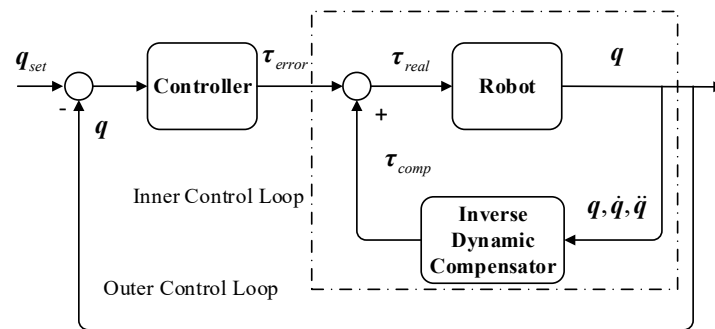 q_set
-
q
Controller
τ_error
+
τ_real
Robot
q
τ_comp
Inner Control Loop
Inverse
Dynamic
Compensator
q, q̇, q̈
Outer Control Loop